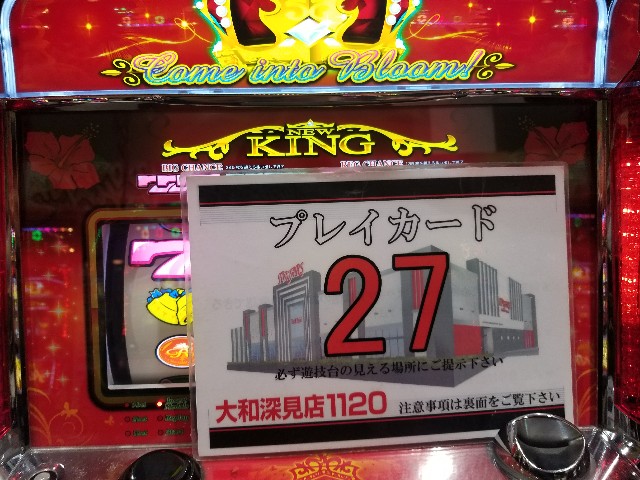 Come into Bloom!
NEW
KING
BIG CHANCE
REG CHANCE
プレイカード
27
必ず遊技台の見える場所にご提示下さい
大和深見店1120 注意事項は裏面をご覧下さい